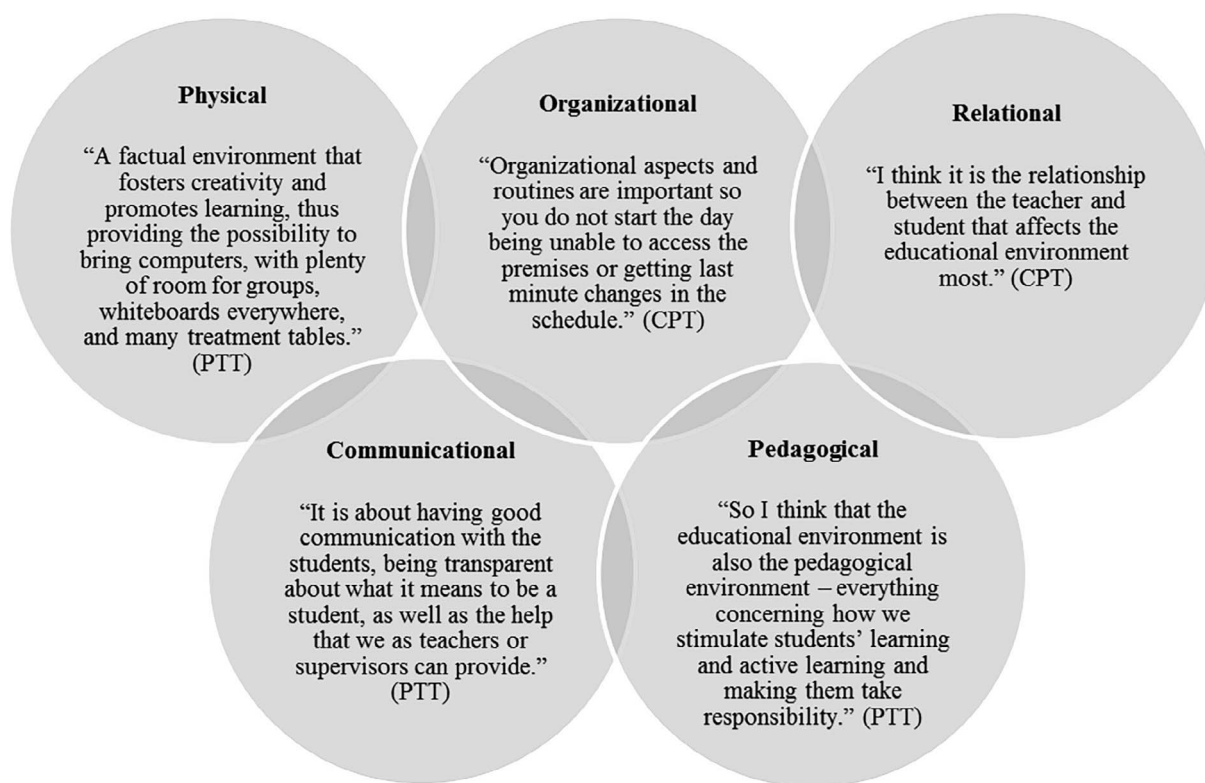 Physical
“A factual environment that
fosters creativity and
promotes learning, thus
providing the possibility to
bring computers, with plenty
of room for groups,
whiteboards everywhere,
and many treatment tables.”
(PTT)
Organizational
“Organizational aspects and
routines are important so
you do not start the day
being unable to access the
premises or getting last
minute changes in the
schedule.” (CPT)
Relational
“I think it is the relationship
between the teacher and
student that affects the
educational environment
most.” (CPT)
Communicational
“It is about having good
communication with the
students, being transparent
about what it means to be a
student, as well as the help
that we as teachers or
supervisors can provide.”
(PTT)
Pedagogical
“So I think that the
educational environment is
also the pedagogical
environment – everything
concerning how we
stimulate students’ learning
and active learning and
making them take
responsibility.” (PTT)